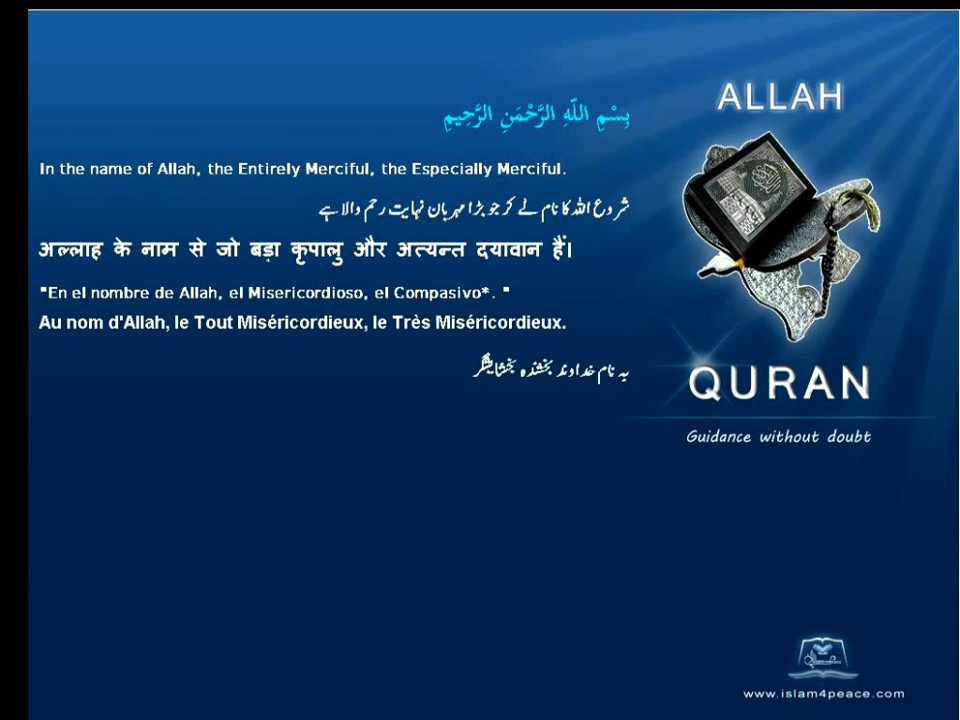 بِسْمِ اللّهِ الرَّحْمَنِ الرَّحِيمِ
In the name of Allah, the Entirely Merciful, the Especially Merciful.
شروع الله کا نام لے کر جو بڑا مہربان نہایت رحم والا ہے
अल्लाह के नाम से जो बड़ा कृपालु और अत्यन्त दयावान हैं।
"En el nombre de Allah, el Misericordioso, el Compasivo*. "
Au nom d'Allah, le Tout Miséricordieux, le Très Miséricordieux.
به نام خداوند بخشنده بخشایشگر
ALLAH
QURAN
Guidance without doubt
www.islam4peace.com